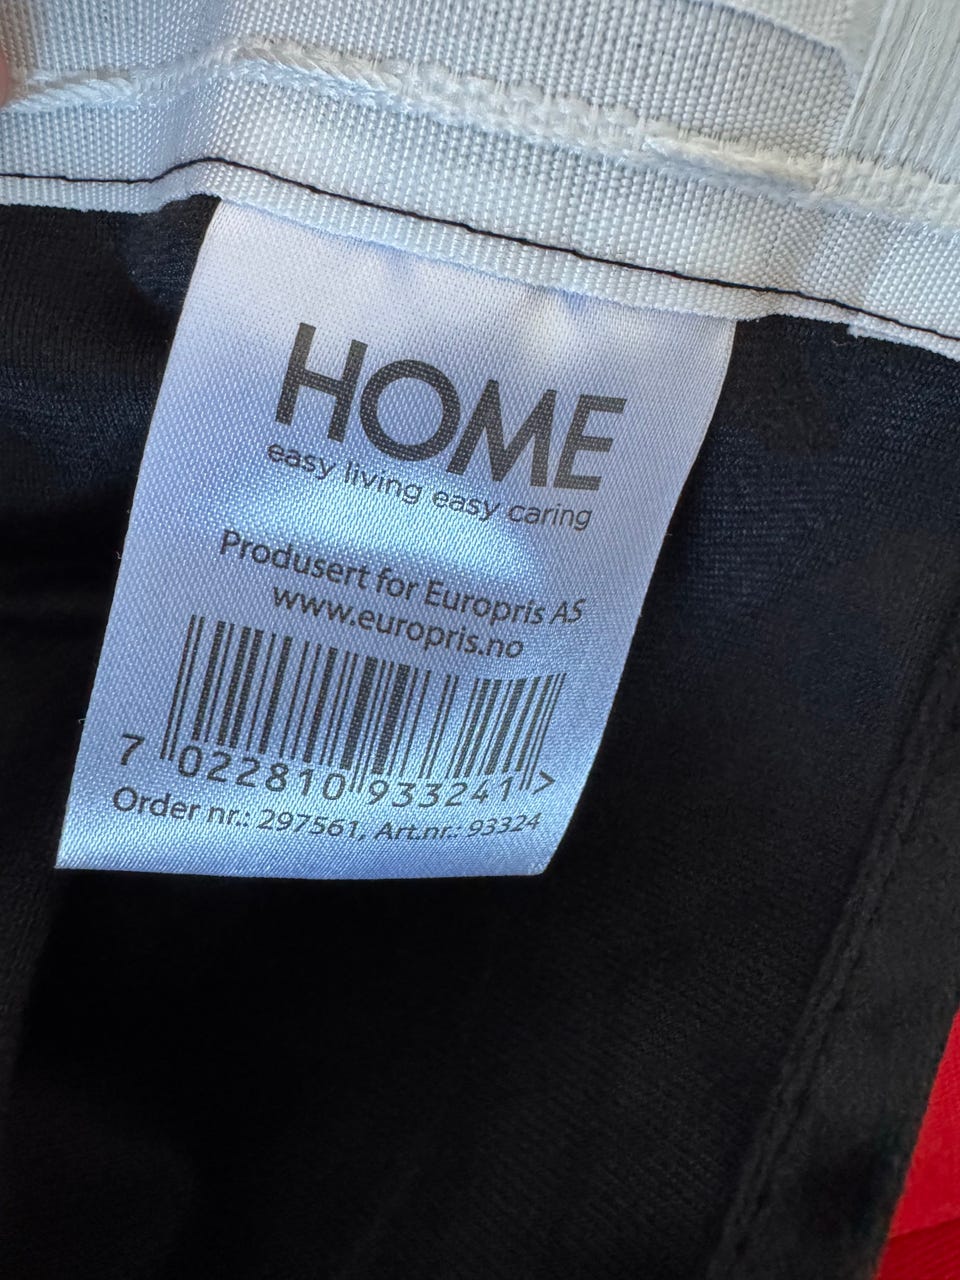 HOME
easy living easy caring
Produsert for Europris AS
www.europris.no
7 022810 933241 >
Order nr.: 297561, Art.nr.: 93324